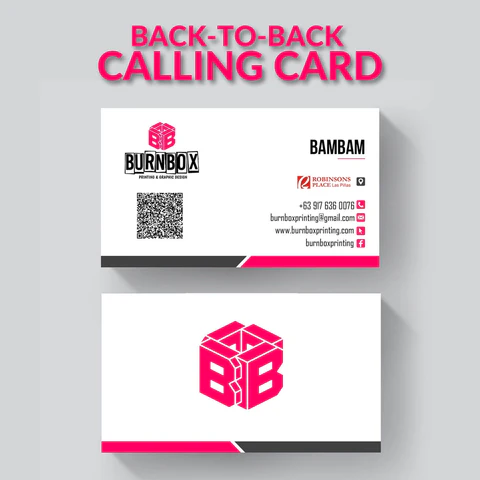 BACK-TO-BACK
CALLING CARD
BURNBOX
PRINTING & GRAPHIC DESIGN
BAMBAM
ROBINSONS
PLACE Las Piñas
+63 917 636 0076
burnboxprinting@gmail.com
www.burnboxprinting.com
burnboxprinting
BB